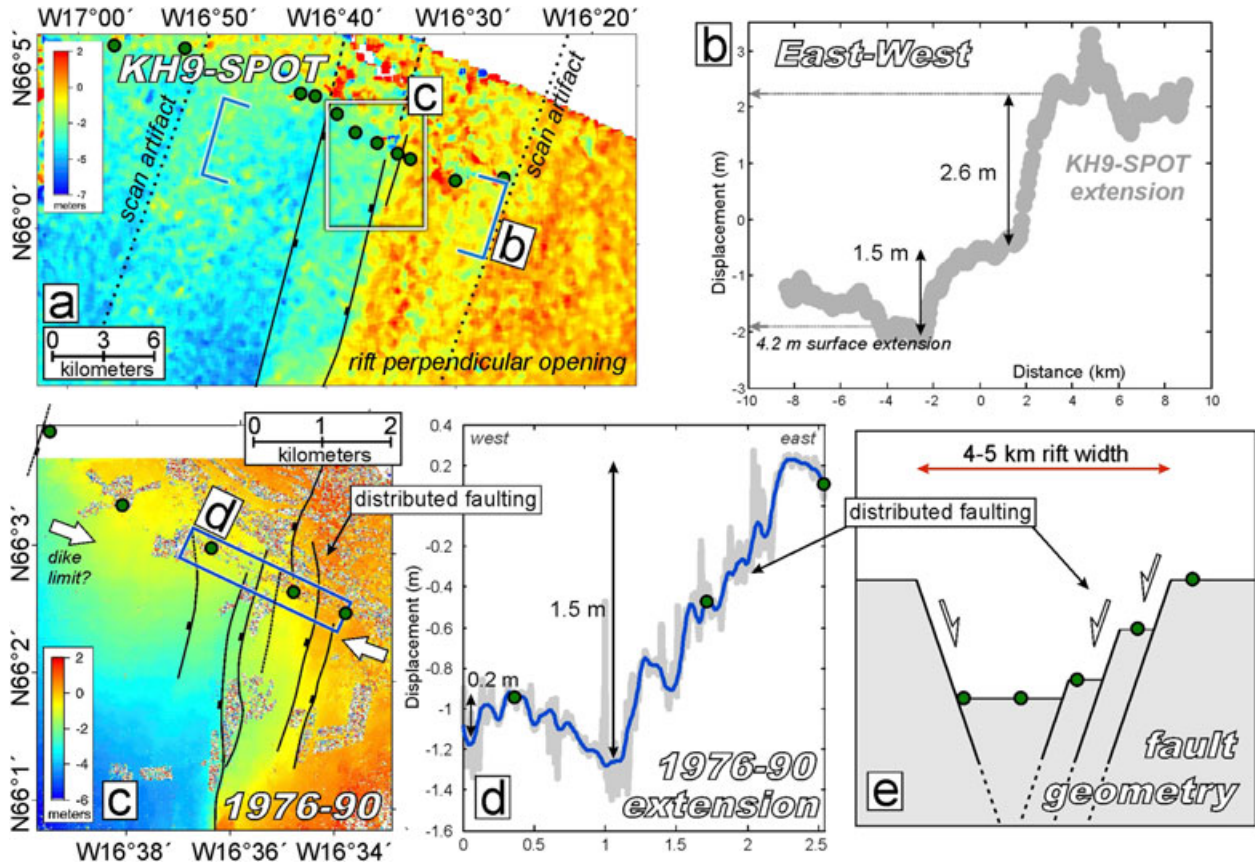 W17°00´ W16°50´ W16°40´ W16°30´ W16°20´
N66°5´
N66°0´
2
0
-2
-5
-7
meters
KH9-SPOT
scan artifact
c
scan artifact
b
a
0 3 6
kilometers
rift perpendicular opening
b
East-West
3
2
1
0
-1
-2
-3
Displacement (m)
2.6 m
KH9-SPOT
extension
1.5 m
4.2 m surface extension
Distance (km)
-10 -8 -6 -4 -2 0 2 4 6 8 10
0 1 2
kilometers
N66°3
N66°2
N66°1
d
dike
limit?
distributed faulting
2
0
-2
-4
-6
meters
c
1976-90
W16°38 W16°36 W16°34
west
east
0.4
0.2
0
-0.2
-0.4
-0.6
-0.8
-1
-1.2
-1.4
-1.6
Displacement (m)
1.5 m
0.2 m
d
1976-90
extension
0 0.5 1 1.5 2 2.5
distributed faulting
4-5 km rift width
e
fault
geometry